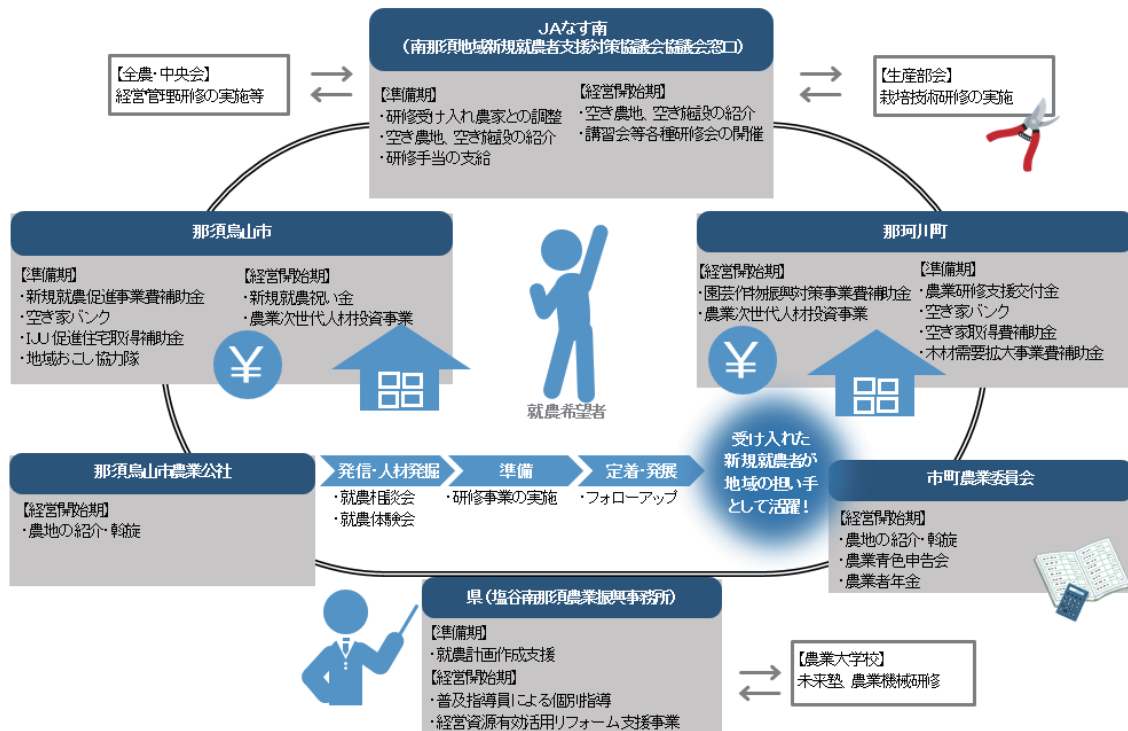 JAなす南
(南那須地域新規就農者支援対策協議会協議会窓口)
【準備期】
・研修受け入れ農家との調整
・空き農地、空き施設の紹介
・研修手当の支給
【経営開始期】
・空き農地、空き施設の紹介
・講習会等各種研修会の開催
【全農・中央会】
経営管理研修の実施等
【生産部会】
栽培技術研修の実施
那須烏山市
【準備期】
・新規就農促進事業費補助金
・空き家バンク
・IJU促進住宅取得補助金
・地域おこし協力隊
【経営開始期】
・新規就農祝い金
・農業次世代人材投資事業
¥
就農希望者
那珂川町
【経営開始期】
・園芸作物振興対策事業費補助金
・農業次世代人材投資事業
【準備期】
・農業研修支援交付金
・空き家バンク
・空き家取得費補助金
・木材需要拡大事業費補助金
¥
那須烏山市農業公社
【経営開始期】
・農地の紹介・斡旋
発信・人材発掘
・就農相談会
・就農体験会
準備
・研修事業の実施
定着・発展
・フォローアップ
受け入れた
新規就農者が
地域の担い手
として活躍!
市町農業委員会
【経営開始期】
・農地の紹介・斡旋
・農業青色申告会
・農業者年金
県(塩谷南那須農業振興事務所)
【準備期】
・就農計画作成支援
【経営開始期】
・普及指導員による個別指導
・経営資源有効活用リフォーム支援事業
【農業大学校】
未来塾、農業機械研修